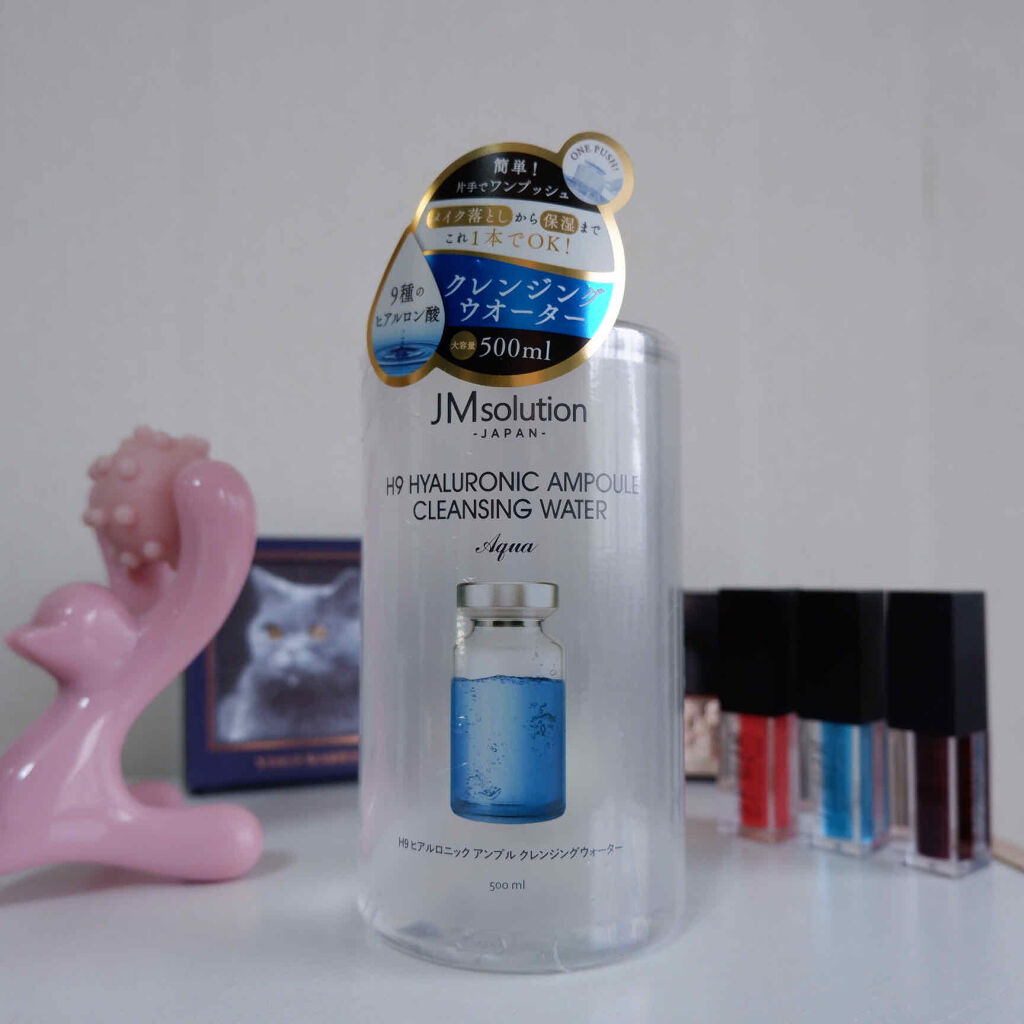 ONE PUSH!
簡単!
片手でワンプッシュ
メイク落としから保湿まで
これ1本でOK!
9種の
ヒアルロン酸
クレンジング
ウオーター
大容量 500ml
JMsolution
-JAPAN-
H9 HYALURONIC AMPOULE
CLEANSING WATER
Aqua
H9 ヒアルロニック アンプル クレンジングウォーター
500 ml